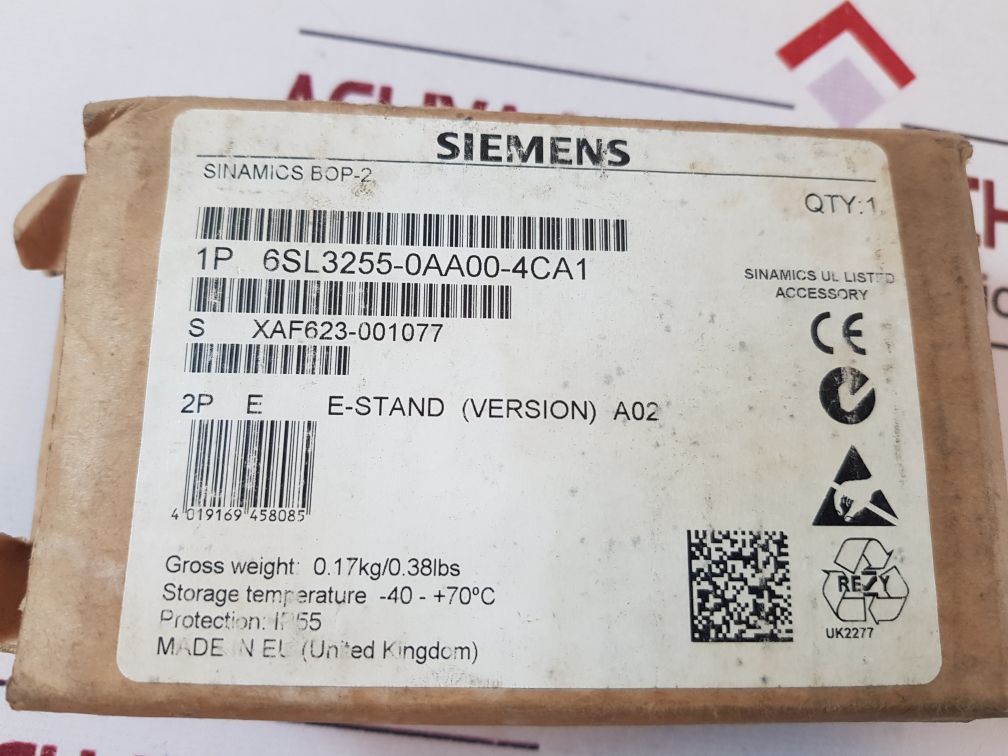 SIEMENS
SINAMICS BOP-2
QTY:1
1P 6SL3255-0AA00-4CA1
SINAMICS UL LISTED
ACCESSORY
S XAF623-001077
CE
2P E E-STAND (VERSION) A02
4 019169 458085
Gross weight: 0.17kg/0.38lbs
Storage temperature -40 - +70°C
Protection: IP55
MADE IN EU (United Kingdom)
REZY
UK2277